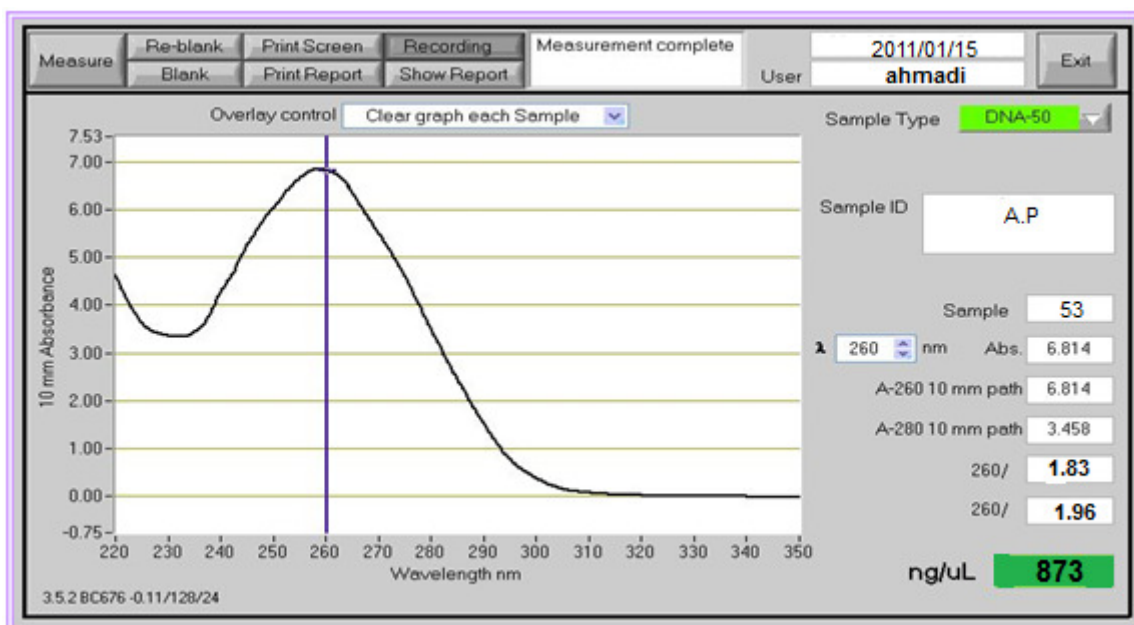 Measure
Re-blank
Blank
Print Screen
Print Report
Recording
Show Report
Measurement complete
2011/01/15
User ahmadi
Exit
Overlay control Clear graph each Sample
Sample Type DNA-50
7.53
7.00
6.00
5.00
4.00
3.00
2.00
1.00
0.00
-0.75
10 mm Absorbance
220 230 240 250 260 270 280 290 300 310 320 330 340 350
Wavelength nm
3.5.2 BC676 -0.11/128/24
Sample ID A.P
Sample 53
λ 260 nm Abs. 6.814
A-260 10 mm path 6.814
A-280 10 mm path 3.458
260/ 1.83
260/ 1.96
ng/uL 873